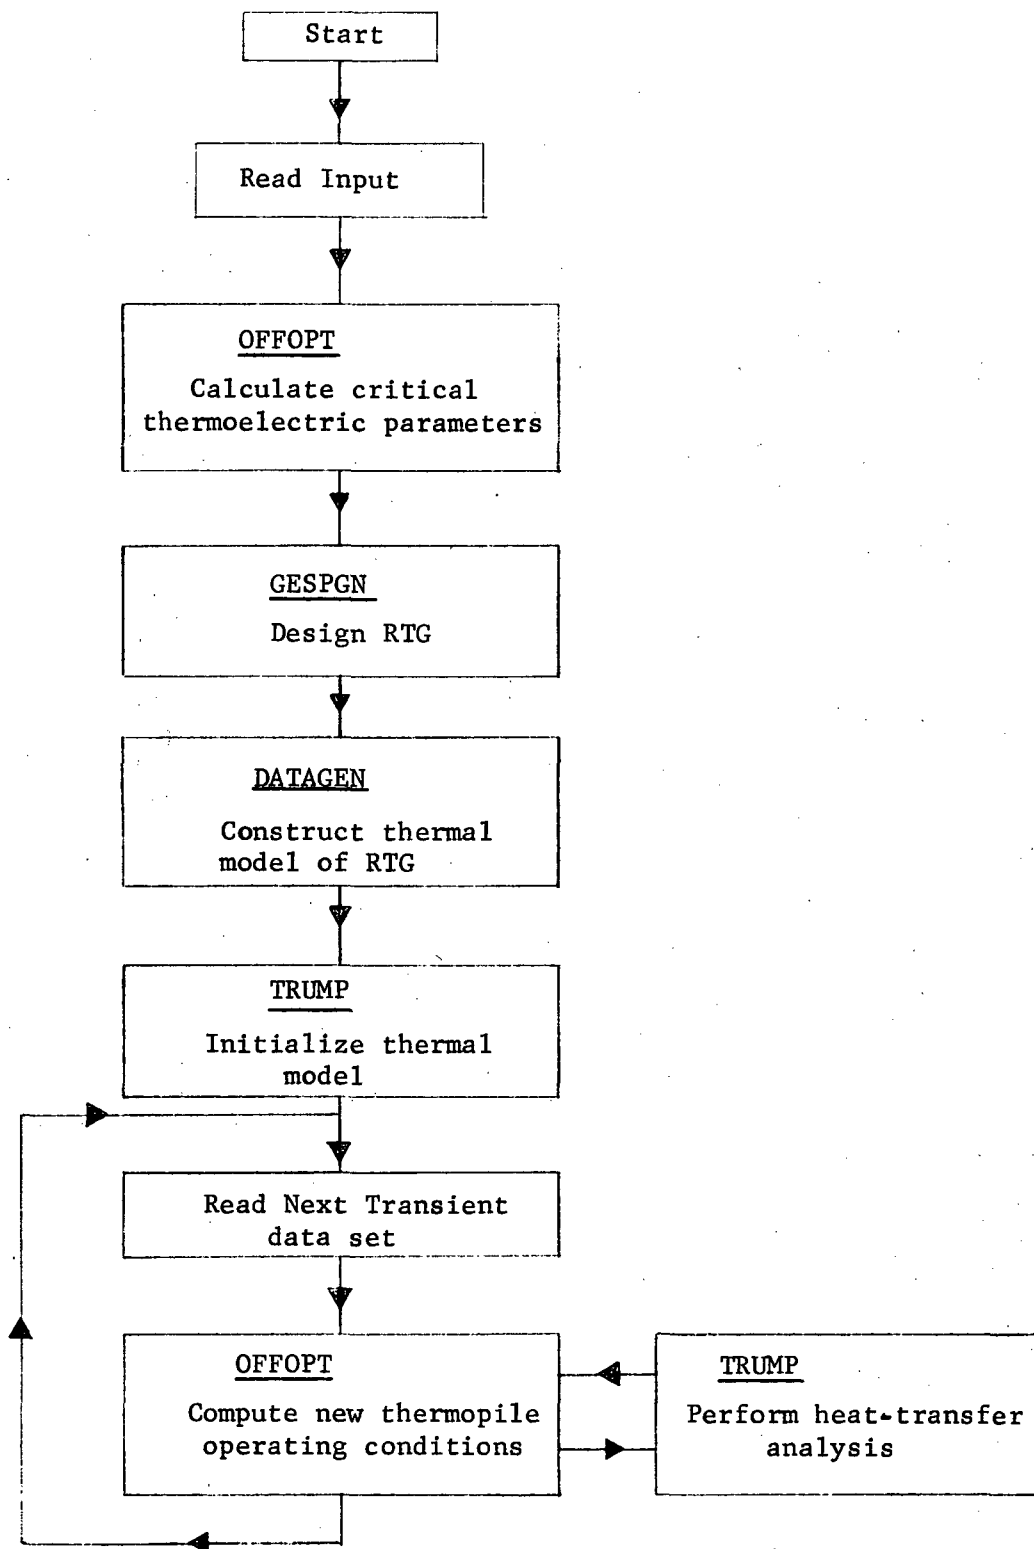 Start
Read Input
OFFOPT
Calculate critical
thermoelectric parameters
GESPGN
Design RTG
DATAGEN
Construct thermal
model of RTG
TRUMP
Initialize thermal
model
Read Next Transient
data set
OFFOPT
Compute new thermopile
operating conditions
TRUMP
Perform heat-transfer
analysis